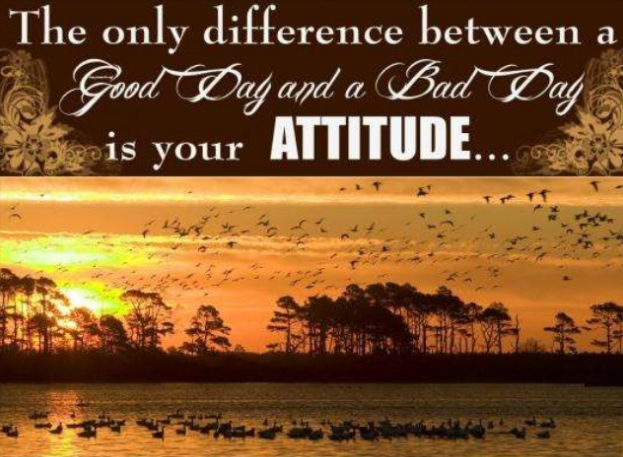 The only difference between a
Good Day and a Bad Day
is your ATTITUDE...